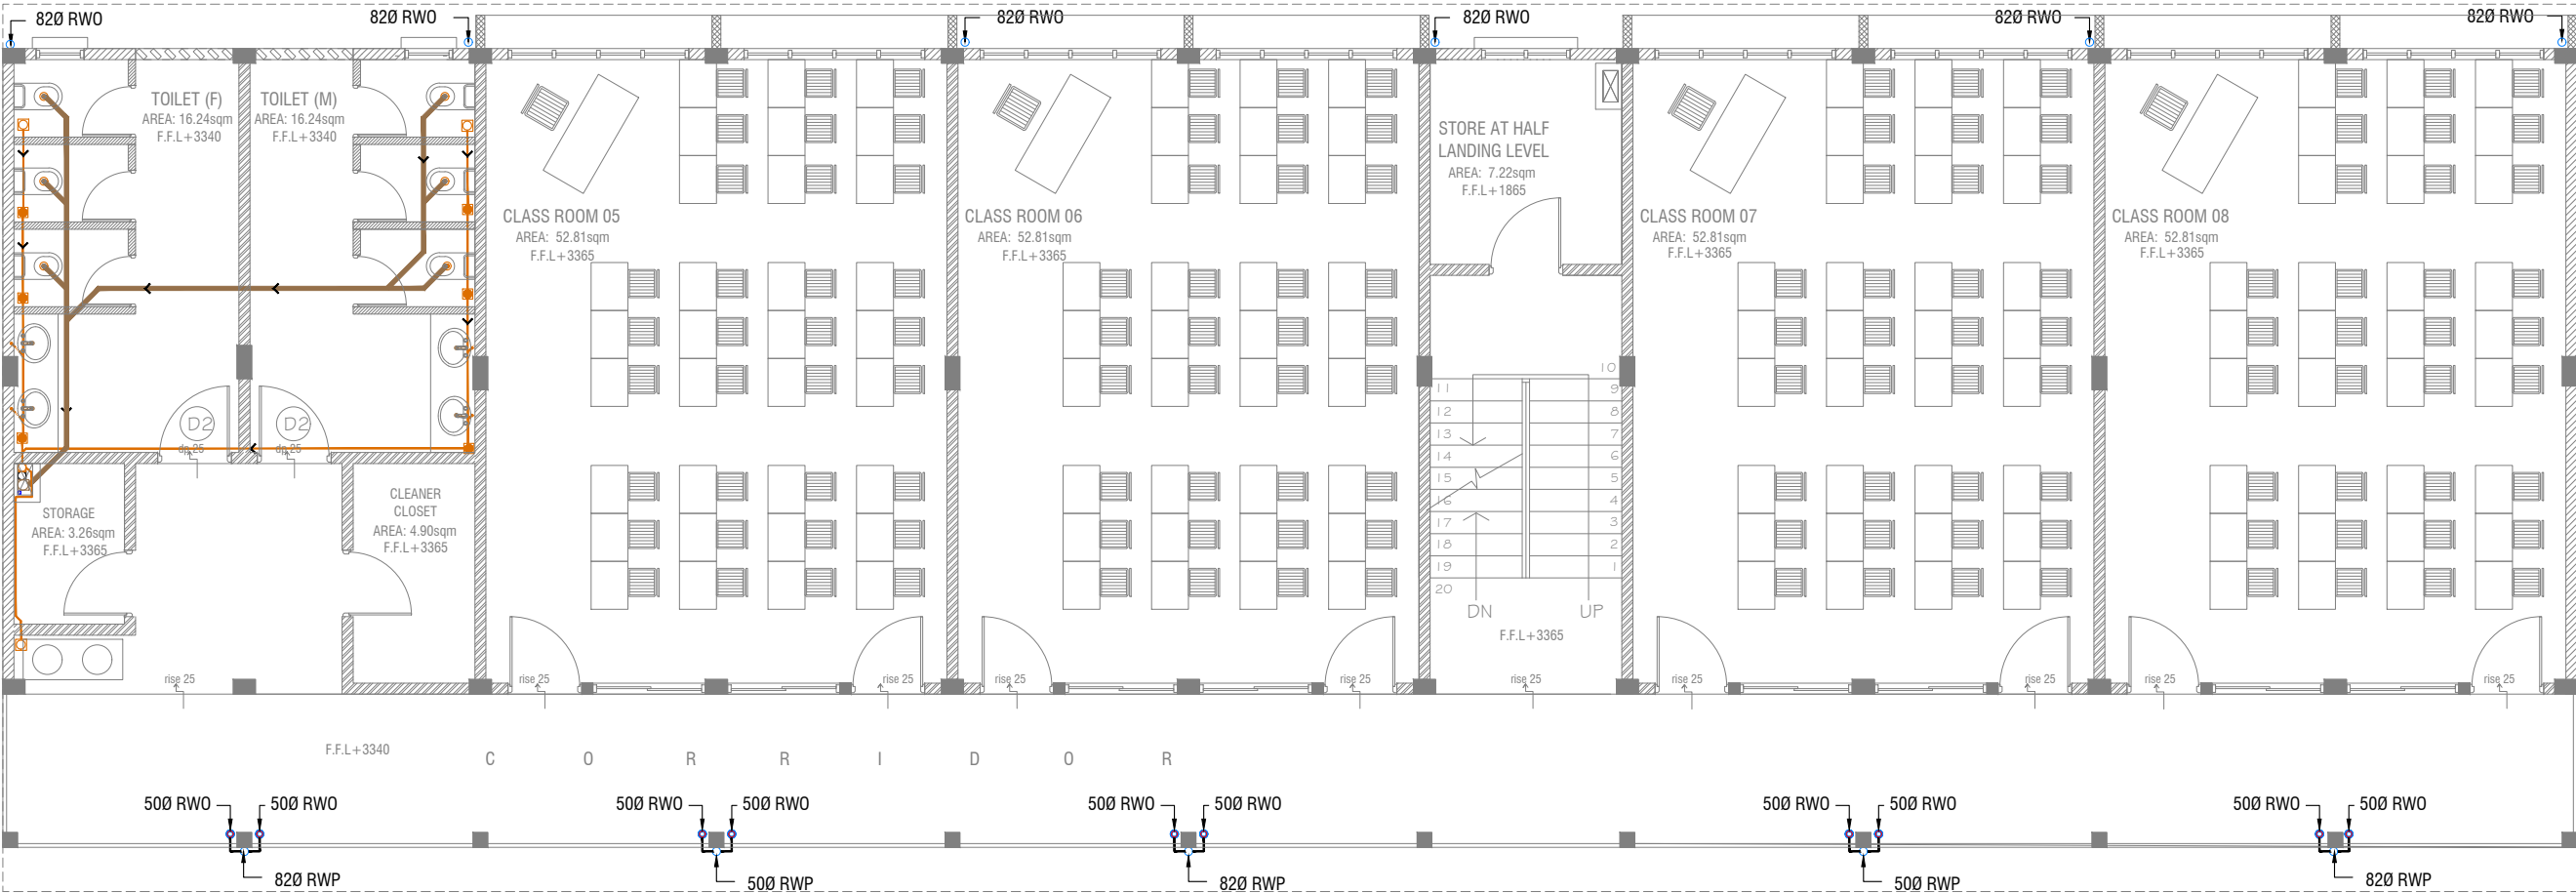 82Ø RWO
82Ø RWO
82Ø RWO
82Ø RWO
82Ø RWO
82Ø RWO
TOILET (F)
AREA: 16.24sqm
F.F.L+3340
TOILET (M)
AREA: 16.24sqm
F.F.L+3340
STORE AT HALF
LANDING LEVEL
AREA: 7.22sqm
F.F.L+1865
CLASS ROOM 05
AREA: 52.81sqm
F.F.L+3365
CLASS ROOM 06
AREA: 52.81sqm
F.F.L+3365
CLASS ROOM 07
AREA: 52.81sqm
F.F.L+3365
CLASS ROOM 08
AREA: 52.81sqm
F.F.L+3365
D2
dp 25
D2
dp 25
10
11
9
12
8
13
7
14
6
15
5
16
4
17
3
18
2
19
1
20
DN
UP
F.F.L+3365
STORAGE
AREA: 3.26sqm
F.F.L+3365
CLEANER
CLOSET
AREA: 4.90sqm
F.F.L+3365
rise 25
rise 25
rise 25
rise 25
rise 25
rise 25
rise 25
rise 25
rise 25
rise 25
F.F.L+3340
C O R R I D O R
50Ø RWO
50Ø RWO
50Ø RWO
50Ø RWO
50Ø RWO
50Ø RWO
50Ø RWO
50Ø RWO
50Ø RWO
50Ø RWO
82Ø RWP
50Ø RWP
82Ø RWP
50Ø RWP
82Ø RWP